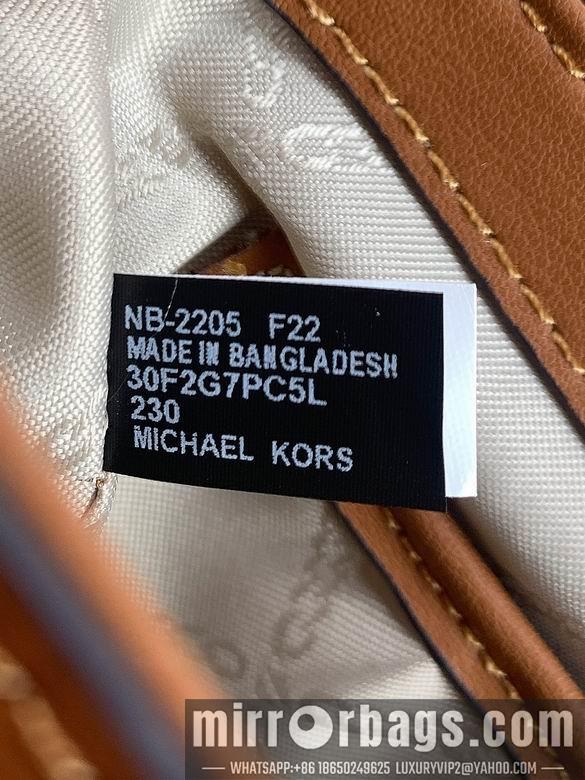 NB-2205 F22
MADE IN BANGLADESH
30F2G7PC5L
230
MICHAEL KORS
mirrorbags.com
WHATSAPP:+86 18650249625 LUXURYVIP2@YAHOO.COM